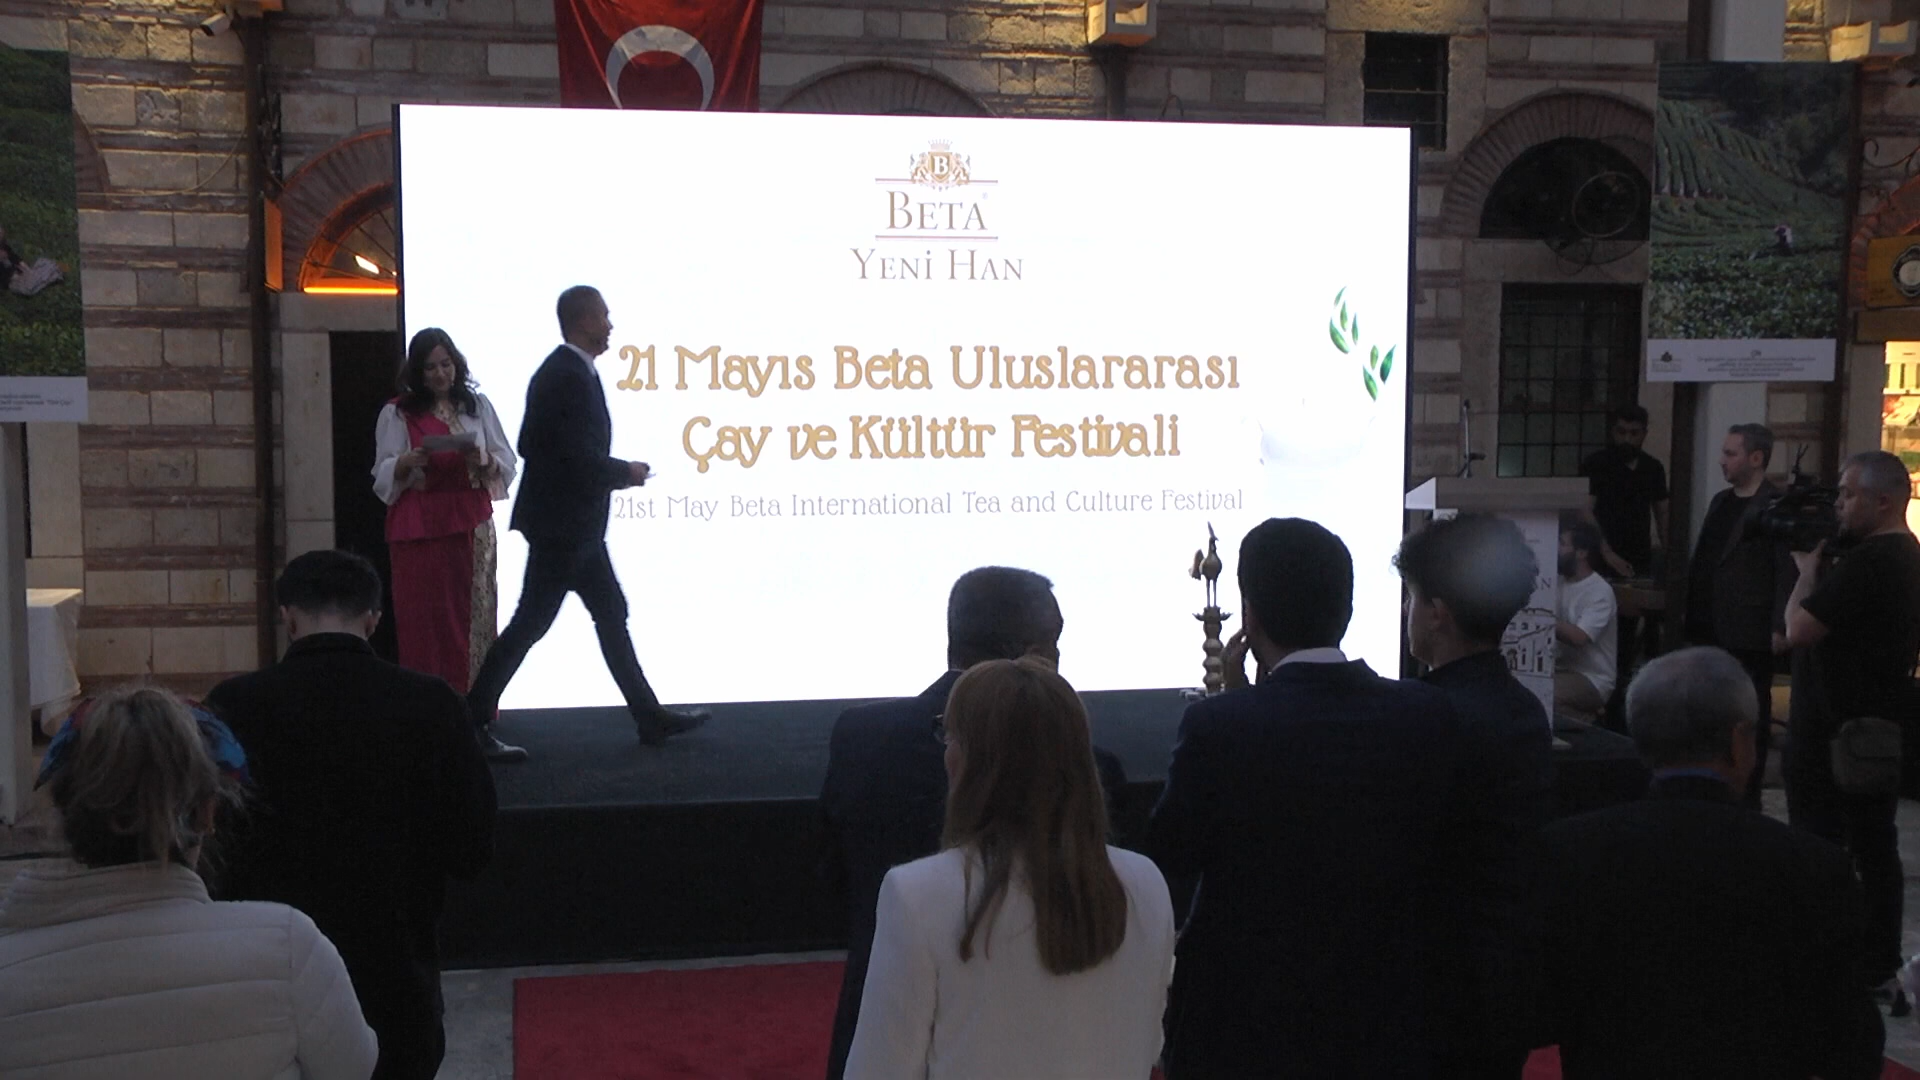 B
BETA
YENİ HAN
21 Mayıs Beta Uluslararası
Çay ve Kültür Festivali
21st May Beta International Tea and Culture Festival